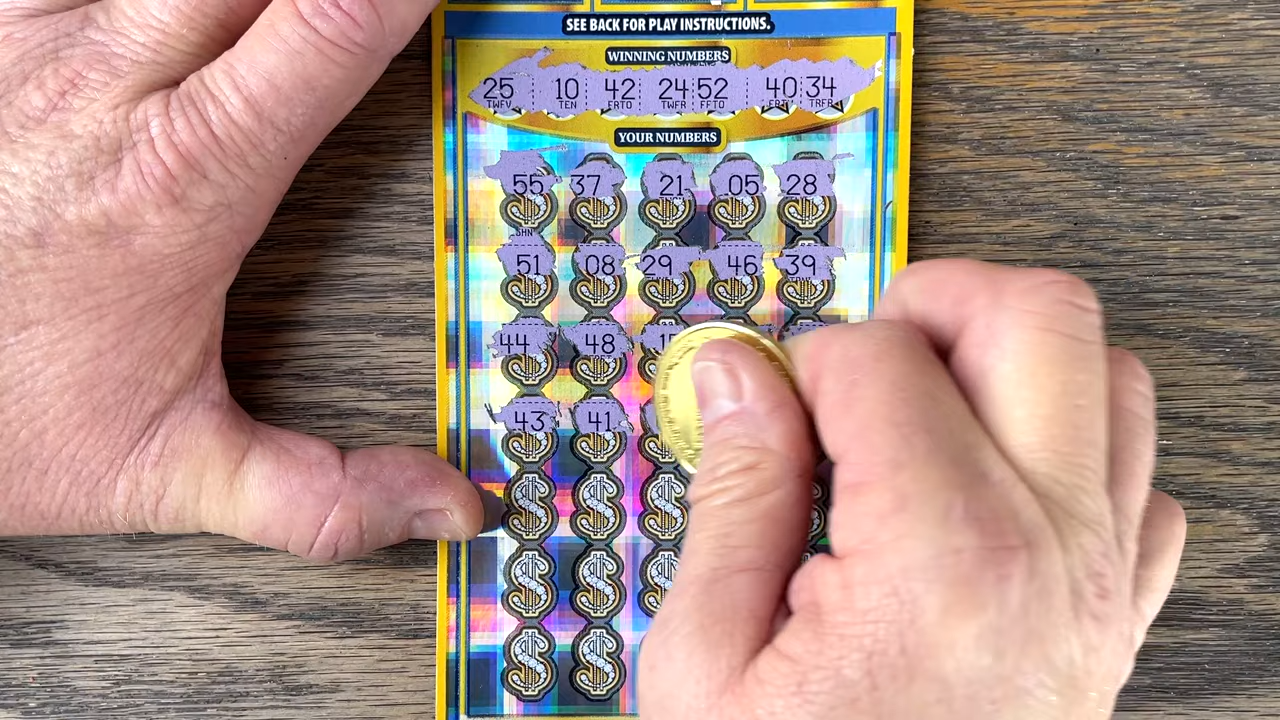 SEE BACK FOR PLAY INSTRUCTIONS.
WINNING NUMBERS
25 10 42 24 52 40 34
TWFV TEN FRTO TWFR FFTO FRTY TRFR
YOUR NUMBERS
55 37 21 05 28
51 08 29 46 39
44 48
43 41